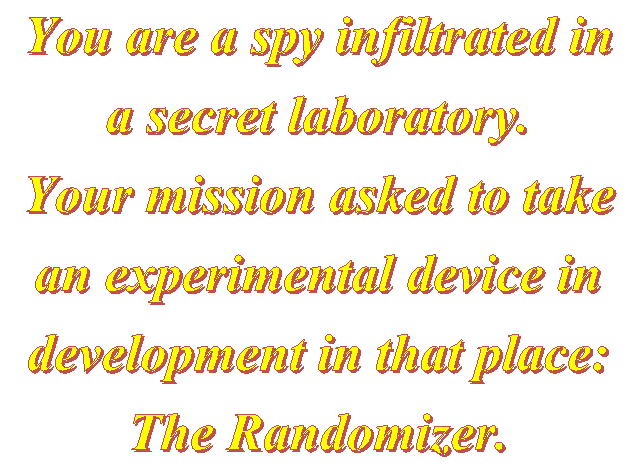 You are a spy infiltrated in
a secret laboratory.
Your mission asked to take
an experimental device in
development in that place:
The Randomizer.